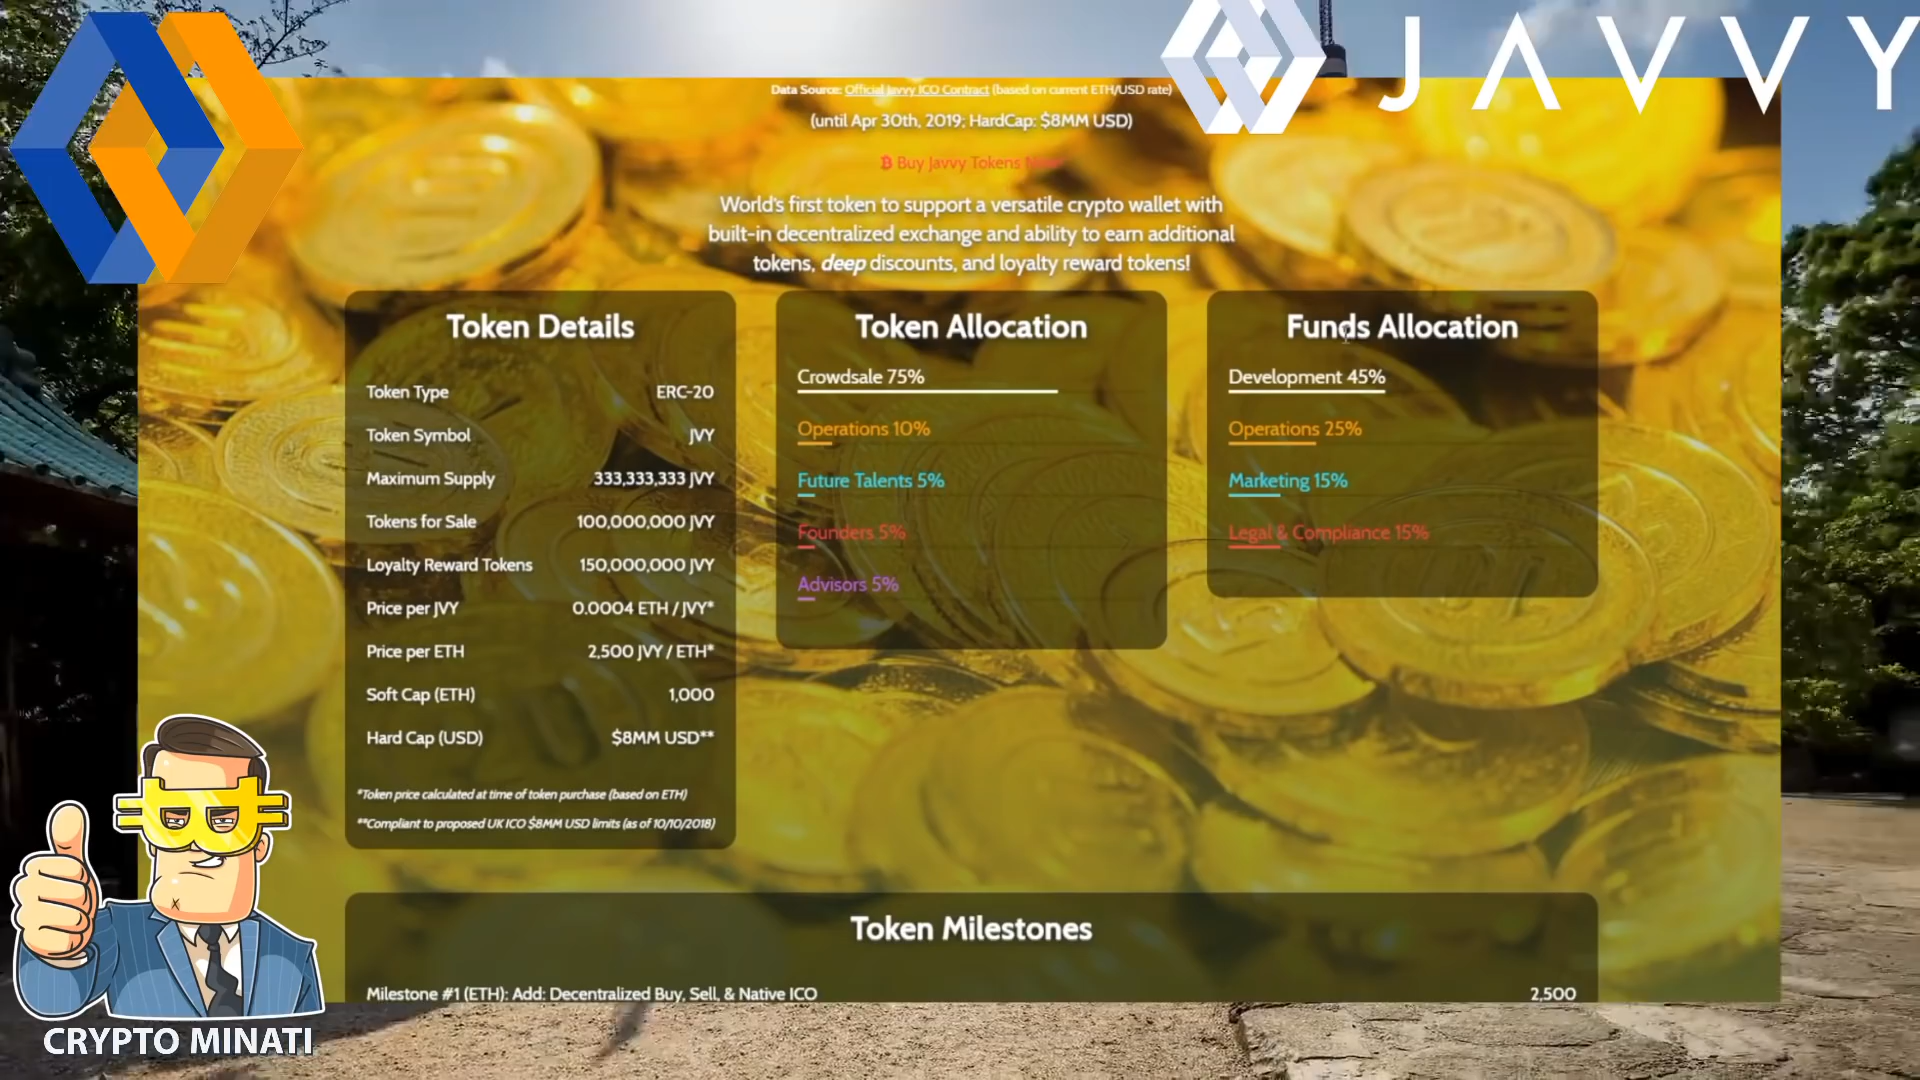 JAVVY
Data Source: Official Javvy ICO Contract (based on current ETH/USD rate)
(until Apr 30th, 2019; HardCap: $8MM USD)
Buy Javvy Tokens
World's first token to support a versatile crypto wallet with
built-in decentralized exchange and ability to earn additional
tokens, deep discounts, and loyalty reward tokens!
Token Details
Token Type ERC-20
Token Symbol JVY
Maximum Supply 333,333,333 JVY
Tokens for Sale 100,000,000 JVY
Loyalty Reward Tokens 150,000,000 JVY
Price per JVY 0.0004 ETH / JVY*
Price per ETH 2,500 JVY / ETH*
Soft Cap (ETH) 1,000
Hard Cap (USD) $8MM USD**
*Token price calculated at time of token purchase (based on ETH)
**Compliant to proposed UK ICO $8MM USD limits (as of 10/10/2018)
Token Allocation
Crowdsale 75%
Operations 10%
Future Talents 5%
Founders 5%
Advisors 5%
Funds Allocation
Development 45%
Operations 25%
Marketing 15%
Legal & Compliance 15%
Token Milestones
Milestone #1 (ETH): Add: Decentralized Buy, Sell, & Native ICO 2,500
CRYPTO MINATI